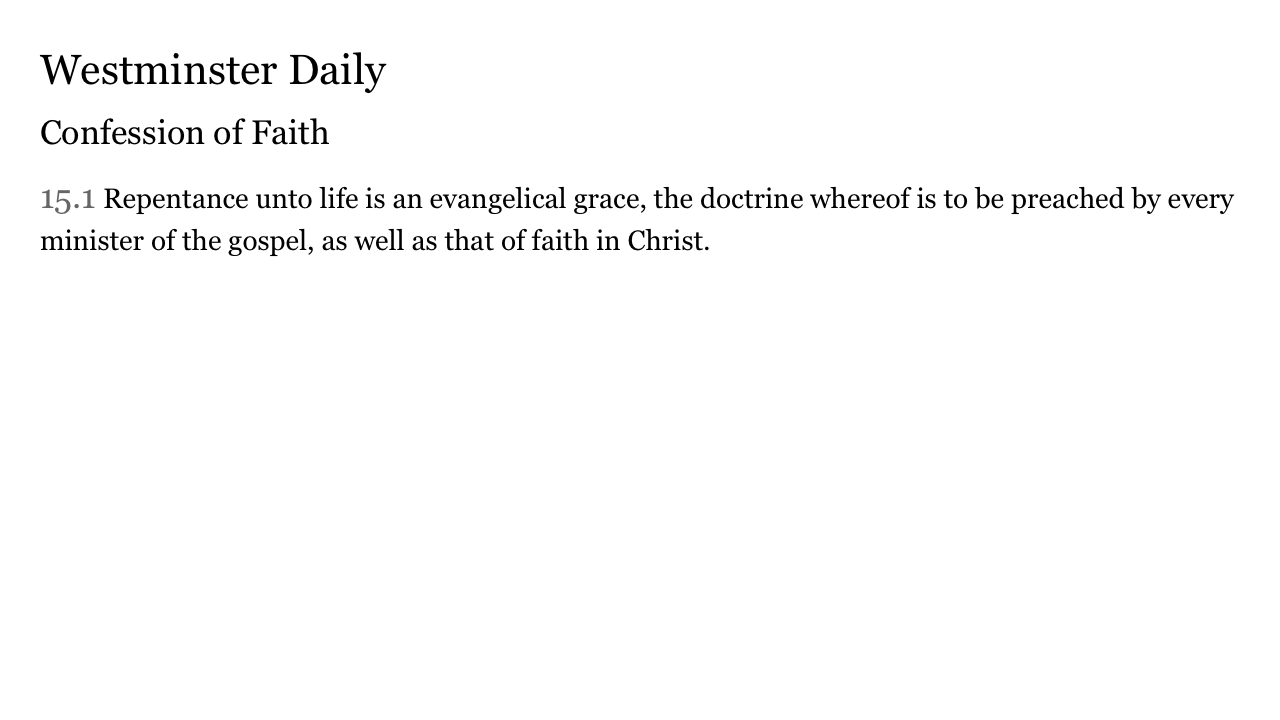 Westminster Daily
Confession of Faith
15.1 Repentance unto life is an evangelical grace, the doctrine whereof is to be preached by every
minister of the gospel, as well as that of faith in Christ.